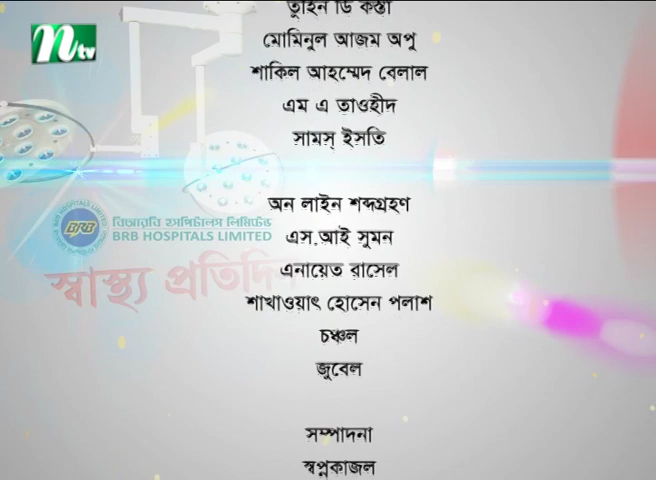 তুহিন ডি কস্তা
ntv
মোমিনুল আজম অপু
শাকিল আহম্মেদ বেলাল
এম এ তাওহীদ
সামস্ ইসতি
অন লাইন শব্দগ্রহণ
বিআরবি হসপিটালস লিমিটেড
BRB
BRB HOSPITALS LIMITED
এস,আই সুমন
এনায়েত রাসেল
স্বাস্থ্য প্রতিদিন
শাখাওয়াৎ হোসেন পলাশ
চঞ্চল
জুবেল
সম্পাদনা
স্বপ্নকাজল